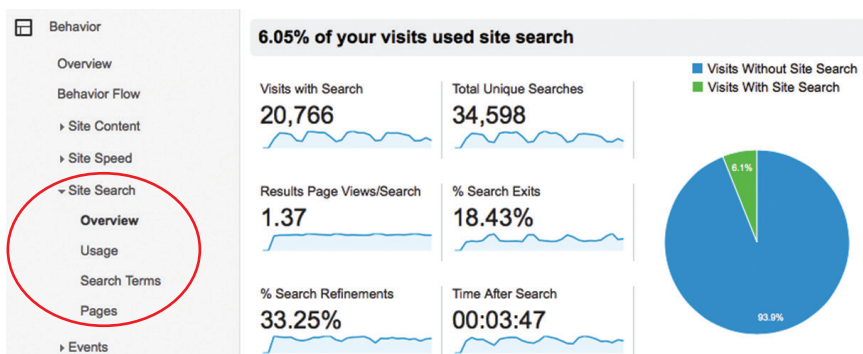 Behavior
Overview
Behavior Flow
Site Content
Site Speed
Site Search
Overview
Usage
Search Terms
Pages
Events
6.05% of your visits used site search
Visits with Search
20,766
Total Unique Searches
34,598
Results Page Views/Search
1.37
% Search Exits
18.43%
% Search Refinements
33.25%
Time After Search
00:03:47
Visits Without Site Search
Visits With Site Search
6.1%
93.9%